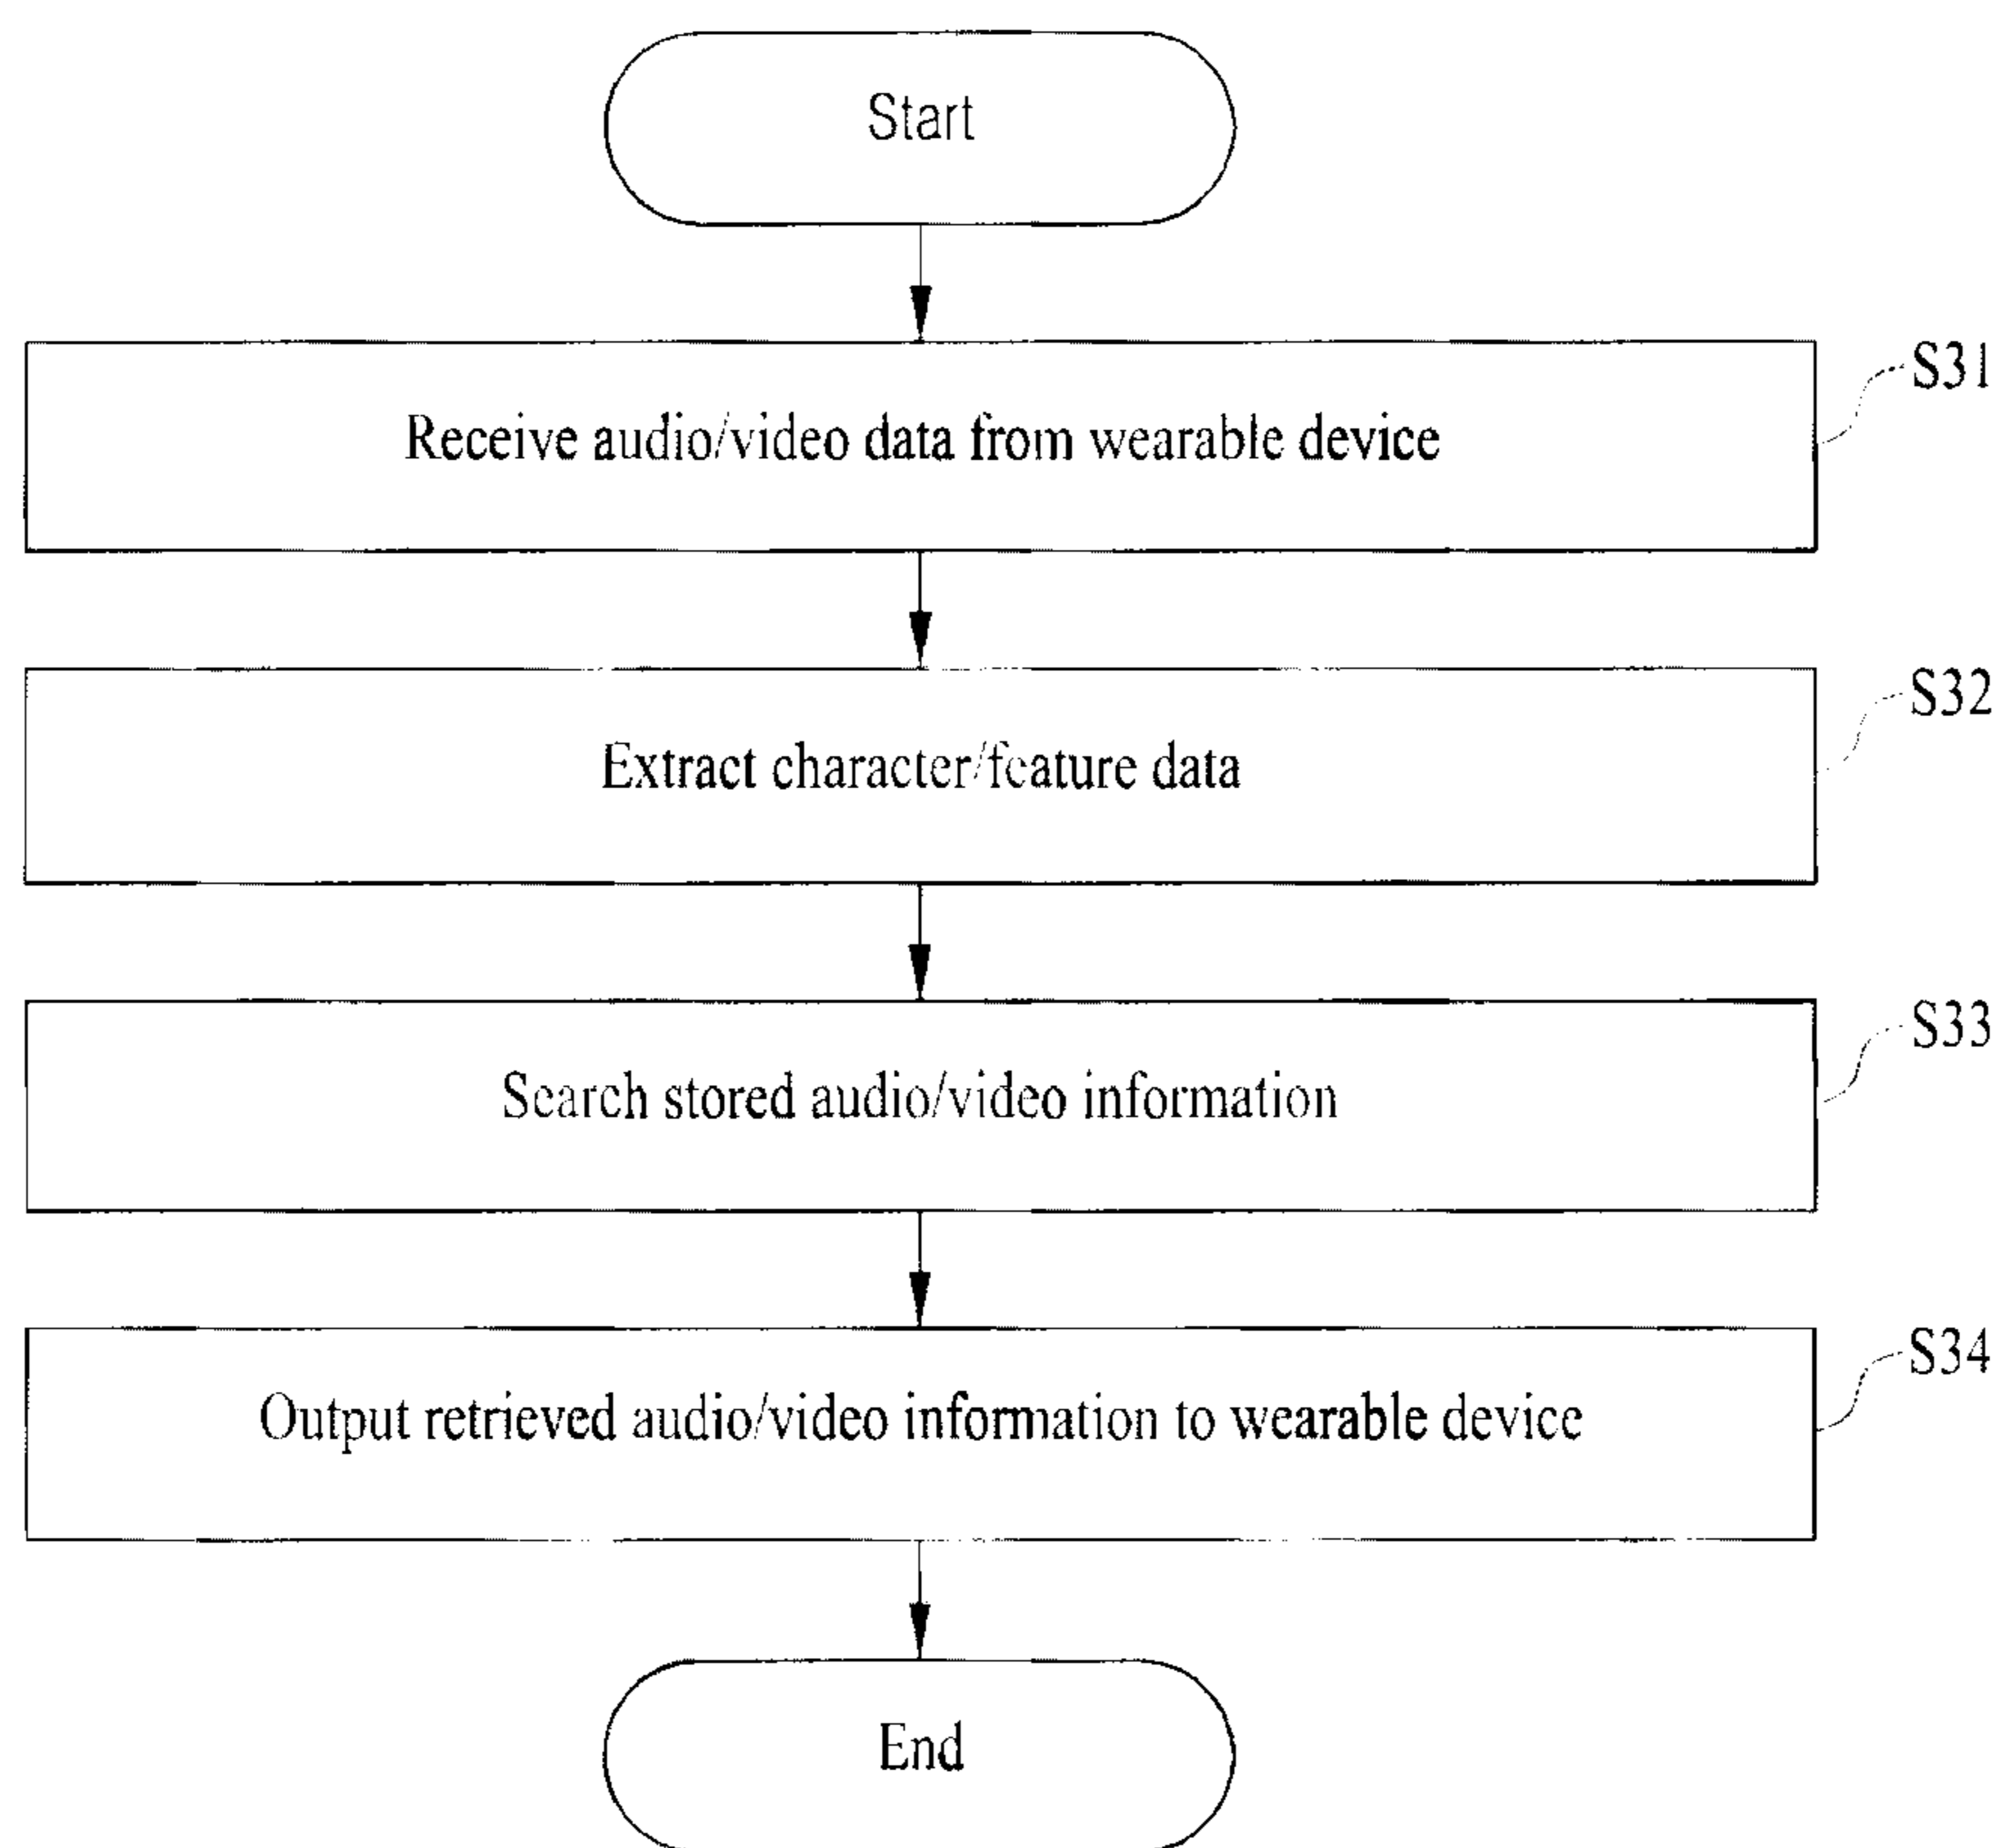 Start
Receive audio/video data from wearable device
S31
Extract character/feature data
S32
Search stored audio/video information
S33
Output retrieved audio/video information to wearable device
S34
End